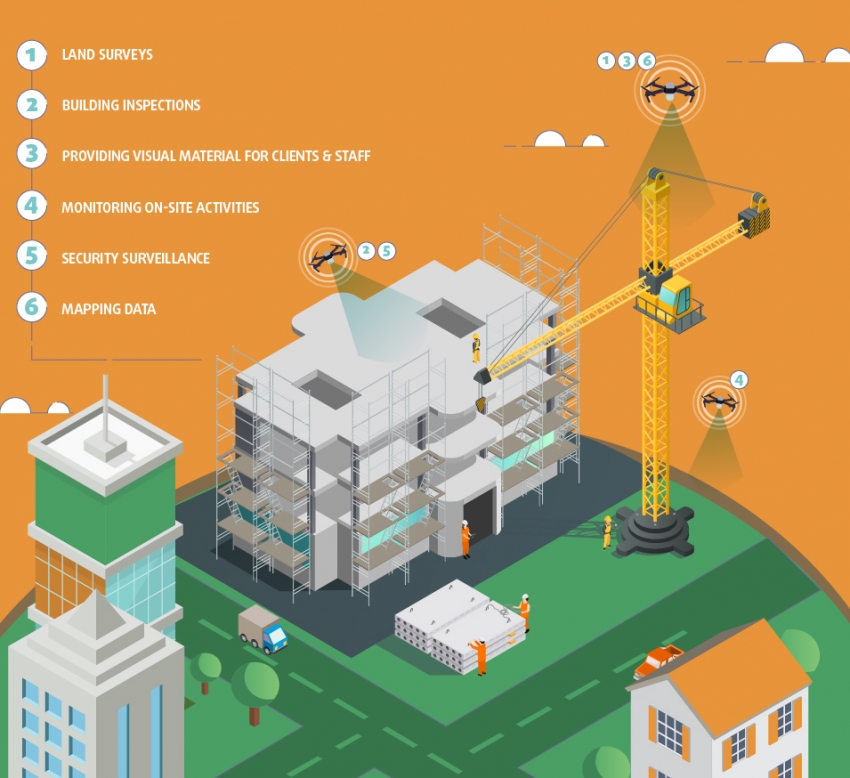 1 LAND SURVEYS
2 BUILDING INSPECTIONS
3 PROVIDING VISUAL MATERIAL FOR CLIENTS & STAFF
4 MONITORING ON-SITE ACTIVITIES
5 SECURITY SURVEILLANCE
6 MAPPING DATA
1 3 6
2 5
4